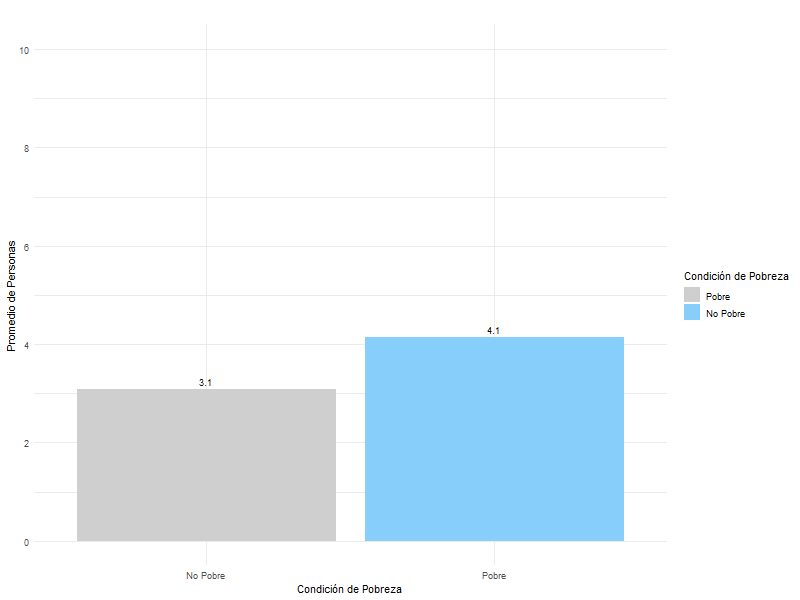 10
8
6
4
2
0
Promedio de Personas
3.1
4.1
No Pobre
Pobre
Condición de Pobreza
Condición de Pobreza
Pobre
No Pobre